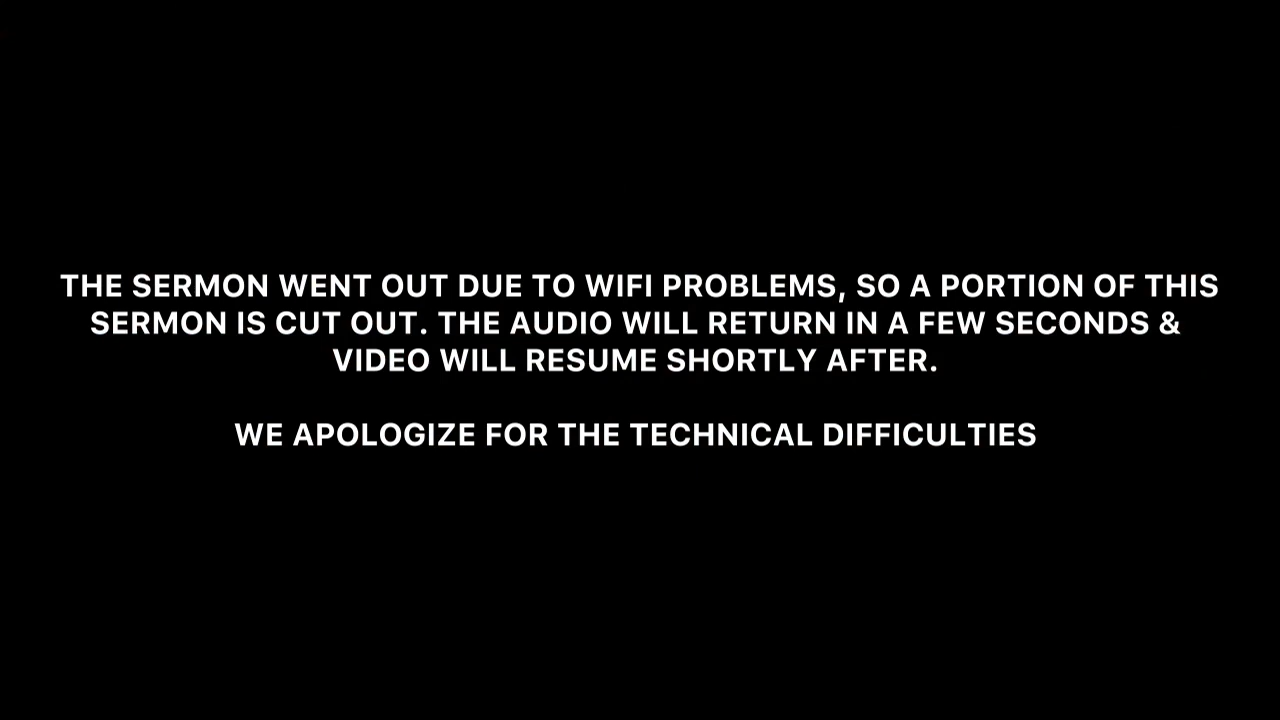 THE SERMON WENT OUT DUE TO WIFI PROBLEMS, SO A PORTION OF THIS
SERMON IS CUT OUT. THE AUDIO WILL RETURN IN A FEW SECONDS &
VIDEO WILL RESUME SHORTLY AFTER.
WE APOLOGIZE FOR THE TECHNICAL DIFFICULTIES